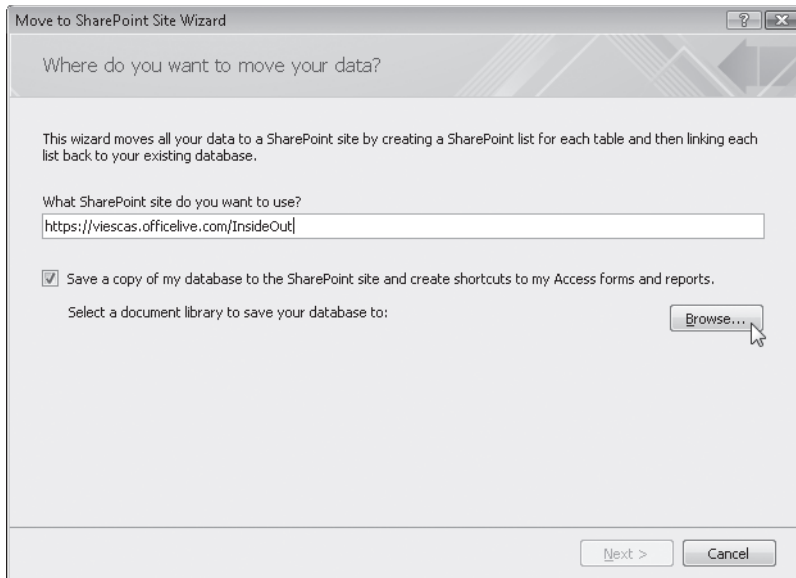 Move to SharePoint Site Wizard
?
Where do you want to move your data?
This wizard moves all your data to a SharePoint site by creating a SharePoint list for each table and then linking each
list back to your existing database.
What SharePoint site do you want to use?
https://viescas.officelive.com/InsideOut
Save a copy of my database to the SharePoint site and create shortcuts to my Access forms and reports.
Select a document library to save your database to:
Browse...
Next >
Cancel